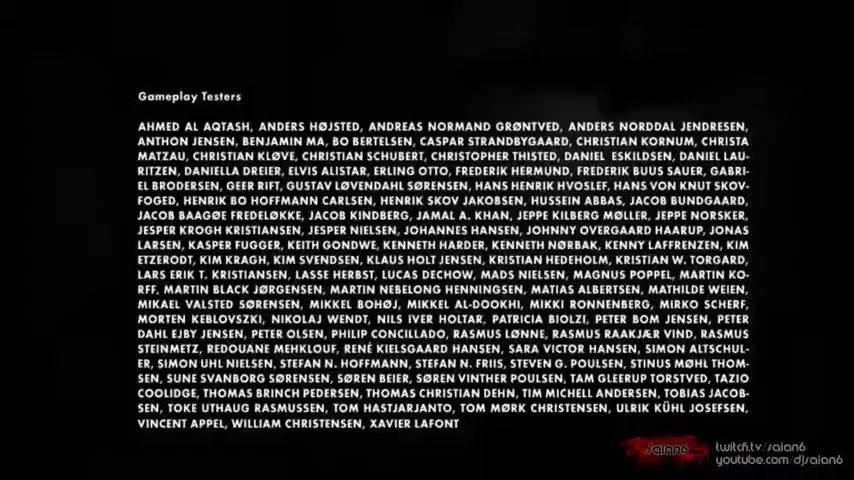 Gameplay Testers
AHMED AL AQTASH, ANDERS HØJSTED, ANDREAS NORMAND GRØNTVED, ANDERS NORDDAL JENDRESEN,
ANTHON JENSEN, BENJAMIN MA, BO BERTELSEN, CASPAR STRANDBYGAARD, CHRISTIAN KORNUM, CHRISTA
MATZAU, CHRISTIAN KLØVE, CHRISTIAN SCHUBERT, CHRISTOPHER THISTED, DANIEL ESKILDSEN, DANIEL LAU-
RITZEN, DANIELLA DREIER, ELVIS ALISTAR, ERLING OTTO, FREDERIK HERMUND, FREDERIK BUUS SAUER, GABRI-
EL BRODERSEN, GEER RIFT, GUSTAV LØVENDAHL SØRENSEN, HANS HENRIK HVOSLEF, HANS VON KNUT SKOV-
FOGED, HENRIK BO HOFFMANN CARLSEN, HENRIK SKOV JAKOBSEN, HUSSEIN ABBAS, JACOB BUNDGAARD,
JACOB BAAGØE FREDELØKKE, JACOB KINDBERG, JAMAL A. KHAN, JEPPE KILBERG MØLLER, JEPPE NORSKER,
JESPER KROGH KRISTIANSEN, JESPER NIELSEN, JOHANNES HANSEN, JOHNNY OVERGAARD HAARUP, JONAS
LARSEN, KASPER FUGGER, KEITH GONDWE, KENNETH HARDER, KENNETH NØRBAK, KENNY LAFFRENZEN, KIM
ETZERODT, KIM KRAGH, KIM SVENDSEN, KLAUS HOLT JENSEN, KRISTIAN HEDEHOLM, KRISTIAN W. TORGARD,
LARS ERIK T. KRISTIANSEN, LASSE HERBST, LUCAS DECHOW, MADS NIELSEN, MAGNUS POPPEL, MARTIN KO-
RFF, MARTIN BLACK JØRGENSEN, MARTIN NEBELONG HENNINGSEN, MATIAS ALBERTSEN, MATHILDE WEIEN,
MIKAEL VALSTED SØRENSEN, MIKKEL BOHØJ, MIKKEL AL-DOOKHI, MIKKI RONNENBERG, MIRKO SCHERF,
MORTEN KEBLOVSZKI, NIKOLAJ WENDT, NILS IVER HOLTAR, PATRICIA BIOLZI, PETER BOM JENSEN, PETER
DAHL EJBY JENSEN, PETER OLSEN, PHILIP CONCILLADO, RASMUS LØNNE, RASMUS RAAKJÆR VIND, RASMUS
STEINMETZ, REDOUANE MEHKLOUF, RENÉ KIELSGAARD HANSEN, SARA VICTOR HANSEN, SIMON ALTSCHUL-
ER, SIMON UHL NIELSEN, STEFAN N. HOFFMANN, STEFAN N. FRIIS, STEVEN G. POULSEN, STINUS MØHL THOM-
SEN, SUNE SVANBORG SØRENSEN, SØREN BEIER, SØREN VINTHER POULSEN, TAM GLEERUP TORSTVED, TAZIO
COOLIDGE, THOMAS BRINCH PEDERSEN, THOMAS CHRISTIAN DEHN, TIM MICHELL ANDERSEN, TOBIAS JACOB-
SEN, TOKE UTHAUG RASMUSSEN, TOM HASTJARJANTO, TOM MØRK CHRISTENSEN, ULRIK KÜHL JOSEFSEN,
VINCENT APPEL, WILLIAM CHRISTENSEN, XAVIER LAFONT
saian6
twitch.tv/saian6
youtube.com/djsaian6